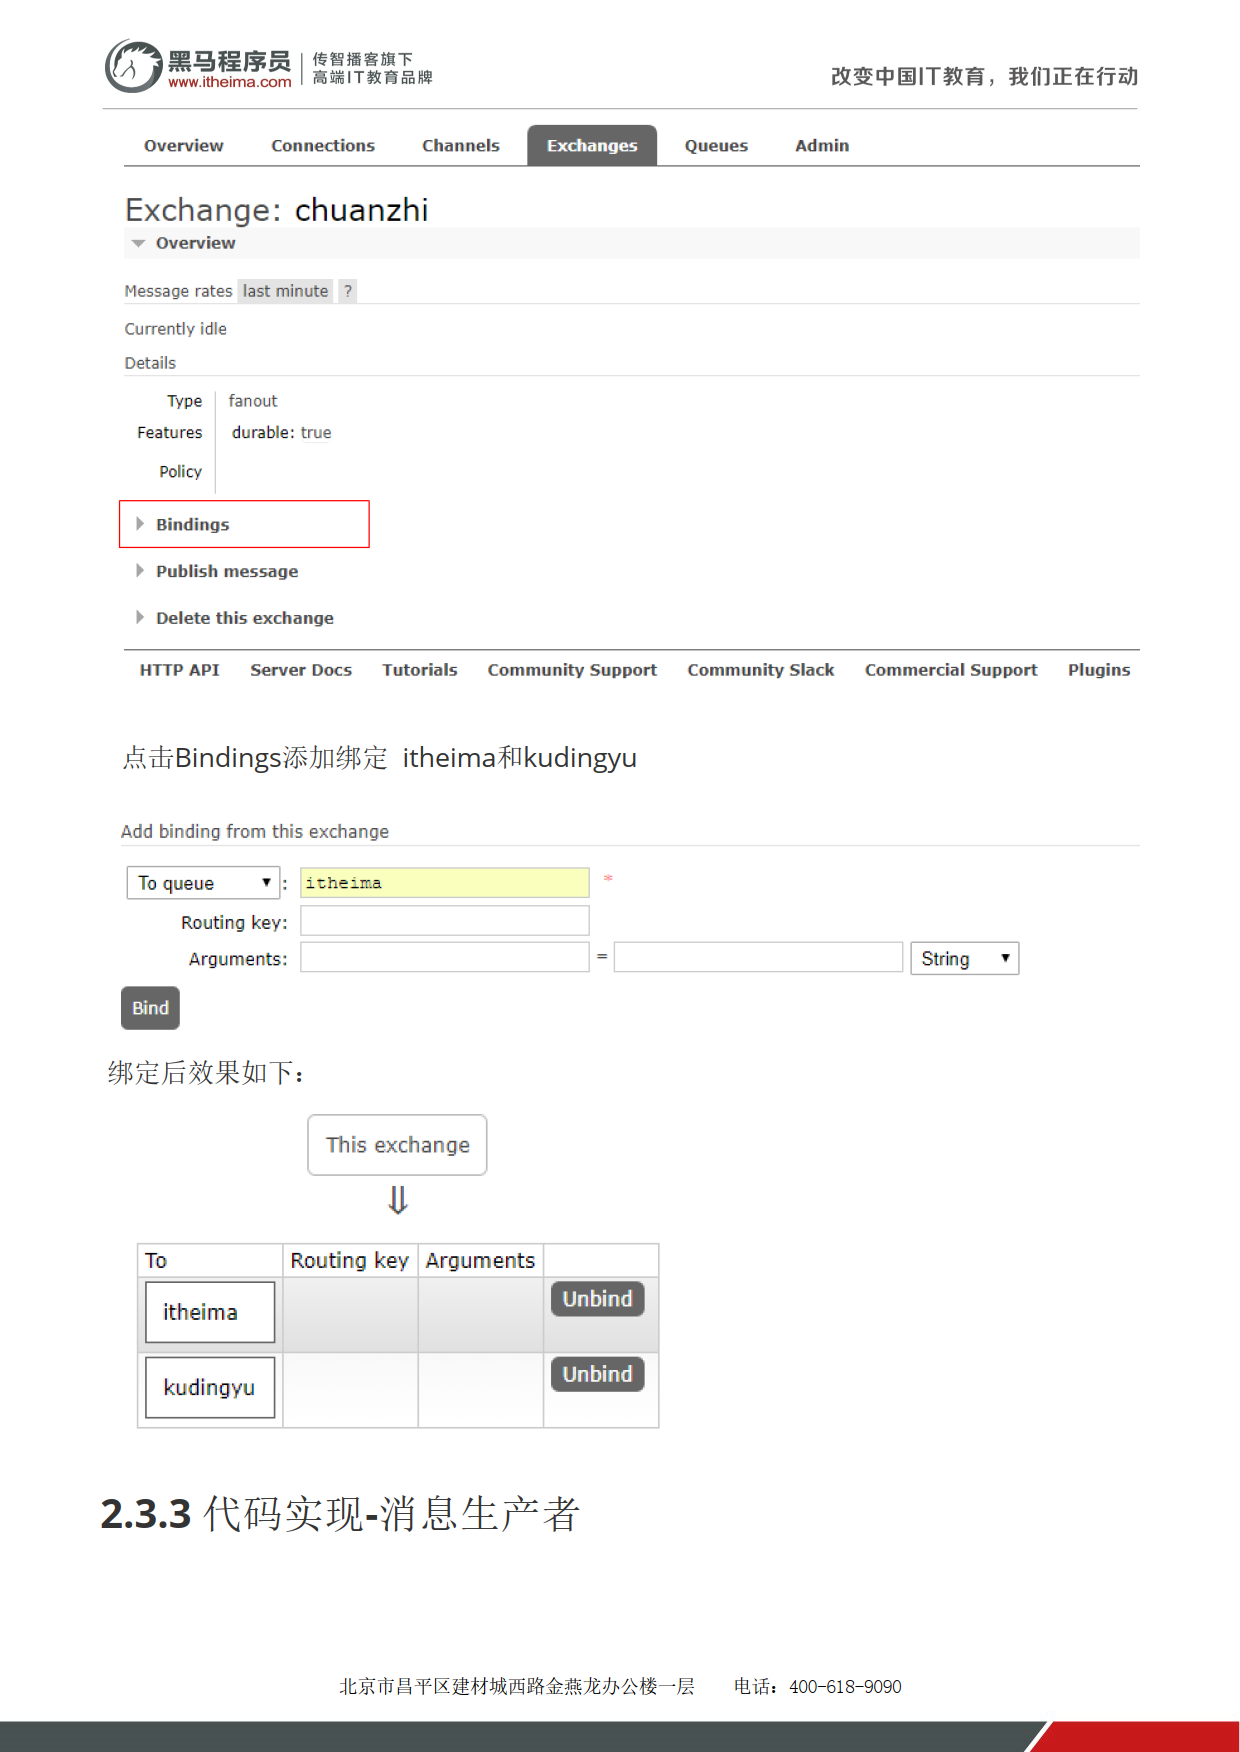 黑马程序员
www.itheima.com
传智播客旗下
高端IT教育品牌
改变中国IT教育，我们正在行动
Overview Connections Channels Exchanges Queues Admin
Exchange: chuanzhi
Overview
Message rates last minute ?
Currently idle
Details
Type fanout
Features durable: true
Policy
Bindings
Publish message
Delete this exchange
HTTP API Server Docs Tutorials Community Support Community Slack Commercial Support Plugins
点击Bindings添加绑定 itheima和kudingyu
Add binding from this exchange
To queue : itheima *
Routing key:
Arguments: = String
Bind
绑定后效果如下：
This exchange
⇓
To Routing key Arguments
itheima Unbind
kudingyu Unbind
2.3.3 代码实现-消息生产者
北京市昌平区建材城西路金燕龙办公楼一层 电话：400-618-9090